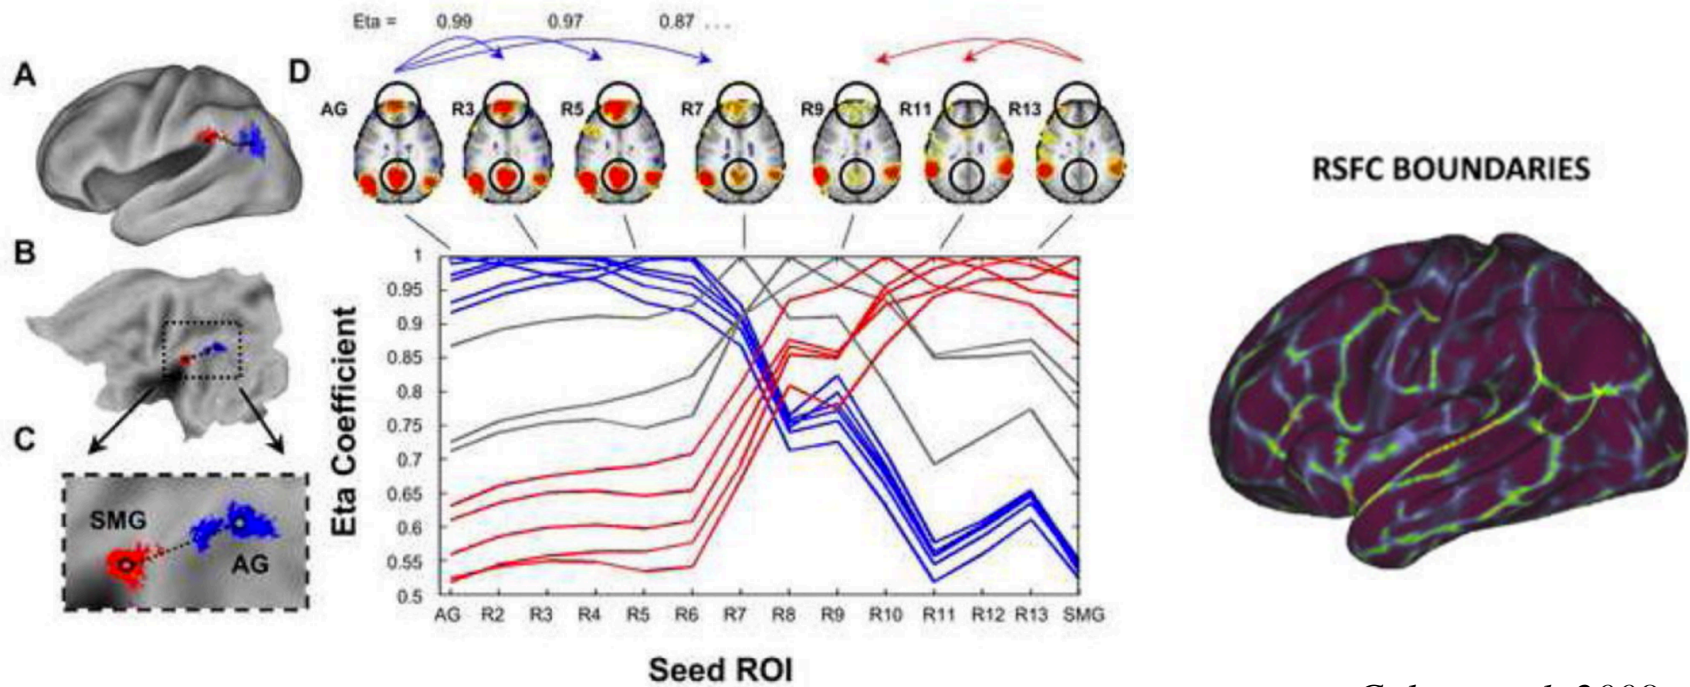 Eta = 0.99 0.97 0.87 . . .
A
D
AG R3 R5 R7 R9 R11 R13
RSFC BOUNDARIES
B
C
SMG
AG
Eta Coefficient
1
0.95
0.9
0.85
0.8
0.75
0.7
0.65
0.6
0.55
0.5
AG R2 R3 R4 R5 R6 R7 R8 R9 R10 R11 R12 R13 SMG
Seed ROI